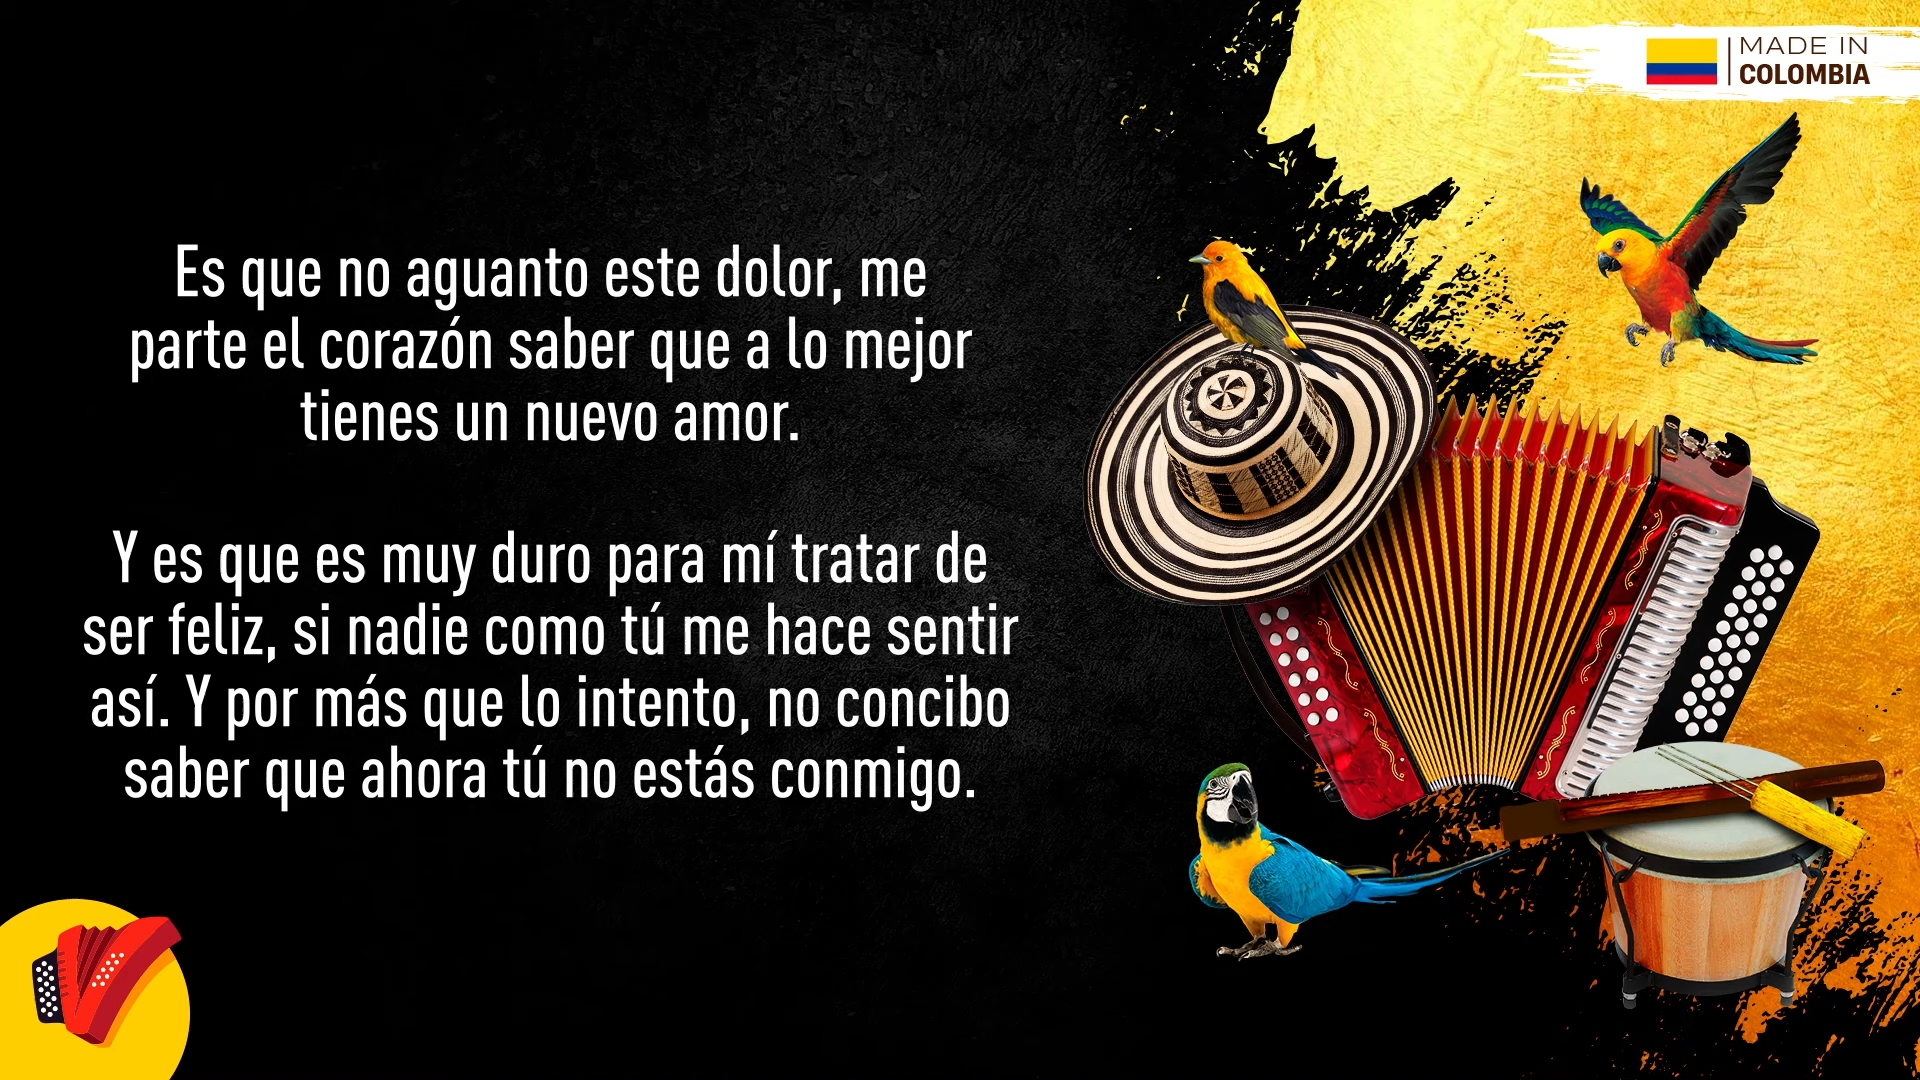 MADE IN
COLOMBIA
Es que no aguanto este dolor, me
parte el corazón saber que a lo mejor
tienes un nuevo amor.
Y es que es muy duro para mí tratar de
ser feliz, si nadie como tú me hace sentir
así. Y por más que lo intento, no concibo
saber que ahora tú no estás conmigo.